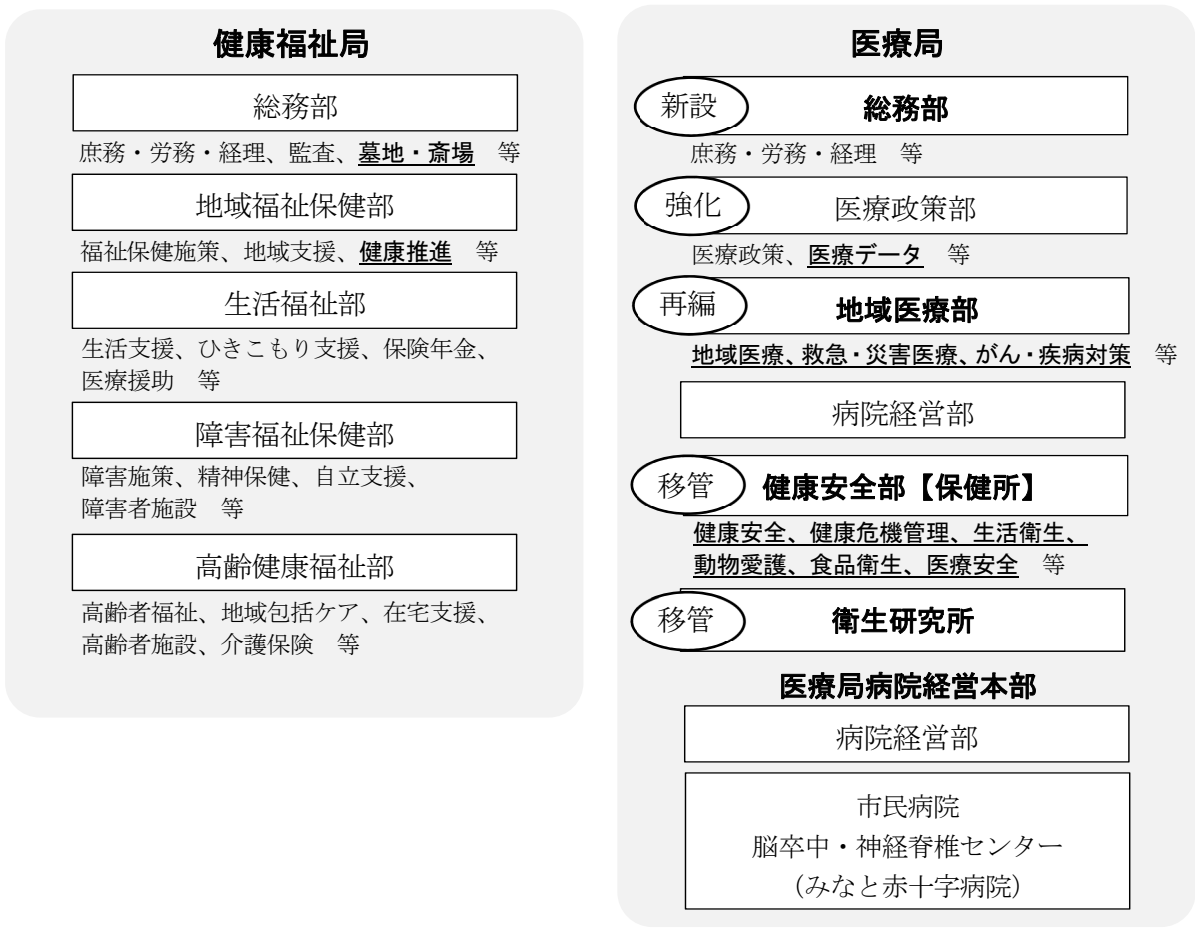 健康福祉局
総務部
庶務・労務・経理、監査、墓地・斎場 等
地域福祉保健部
福祉保健施策、地域支援、健康推進 等
生活福祉部
生活支援、ひきこもり支援、保険年金、
医療援助 等
障害福祉保健部
障害施策、精神保健、自立支援、
障害者施設 等
高齢健康福祉部
高齢者福祉、地域包括ケア、在宅支援、
高齢者施設、介護保険 等
医療局
新設 総務部
庶務・労務・経理 等
強化 医療政策部
医療政策、医療データ 等
再編 地域医療部
地域医療、救急・災害医療、がん・疾病対策 等
病院経営部
移管 健康安全部【保健所】
健康安全、健康危機管理、生活衛生、
動物愛護、食品衛生、医療安全 等
移管 衛生研究所
医療局病院経営本部
病院経営部
市民病院
脳卒中・神経脊椎センター
（みなと赤十字病院）